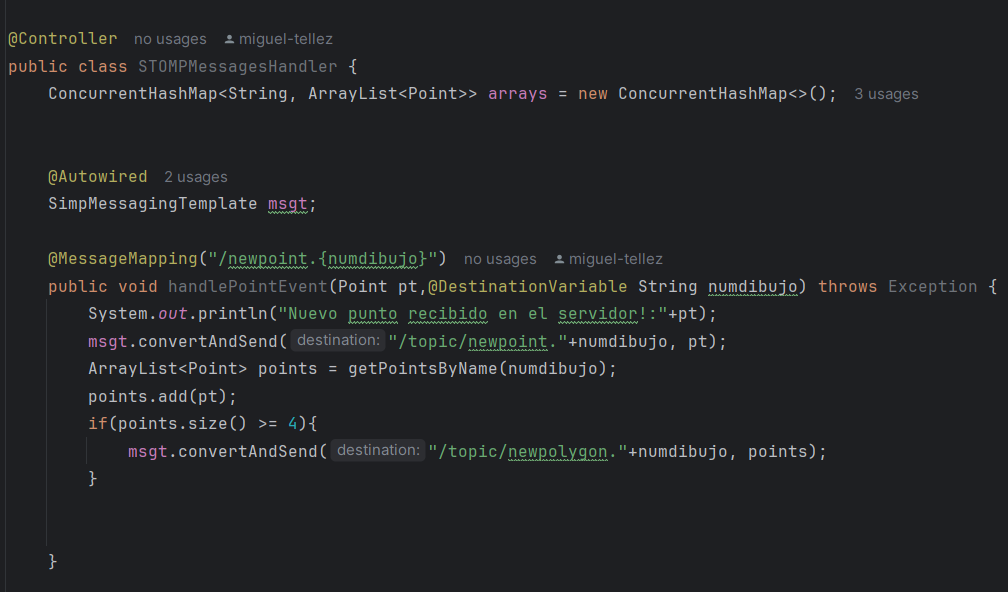 @Controller no usages miguel-tellez
public class STOMPMessagesHandler {
ConcurrentHashMap<String, ArrayList<Point>> arrays = new ConcurrentHashMap<>(); 3 usages
@Autowired 2 usages
SimpMessagingTemplate msgt;
@MessageMapping("/newpoint.{numdibujo}") no usages miguel-tellez
public void handlePointEvent(Point pt,@DestinationVariable String numdibujo) throws Exception {
System.out.println("Nuevo punto recibido en el servidor!:"+pt);
msgt.convertAndSend( destination: "/topic/newpoint."+numdibujo, pt);
ArrayList<Point> points = getPointsByName(numdibujo);
points.add(pt);
if(points.size() >= 4){
msgt.convertAndSend( destination: "/topic/newpolygon."+numdibujo, points);
}
}